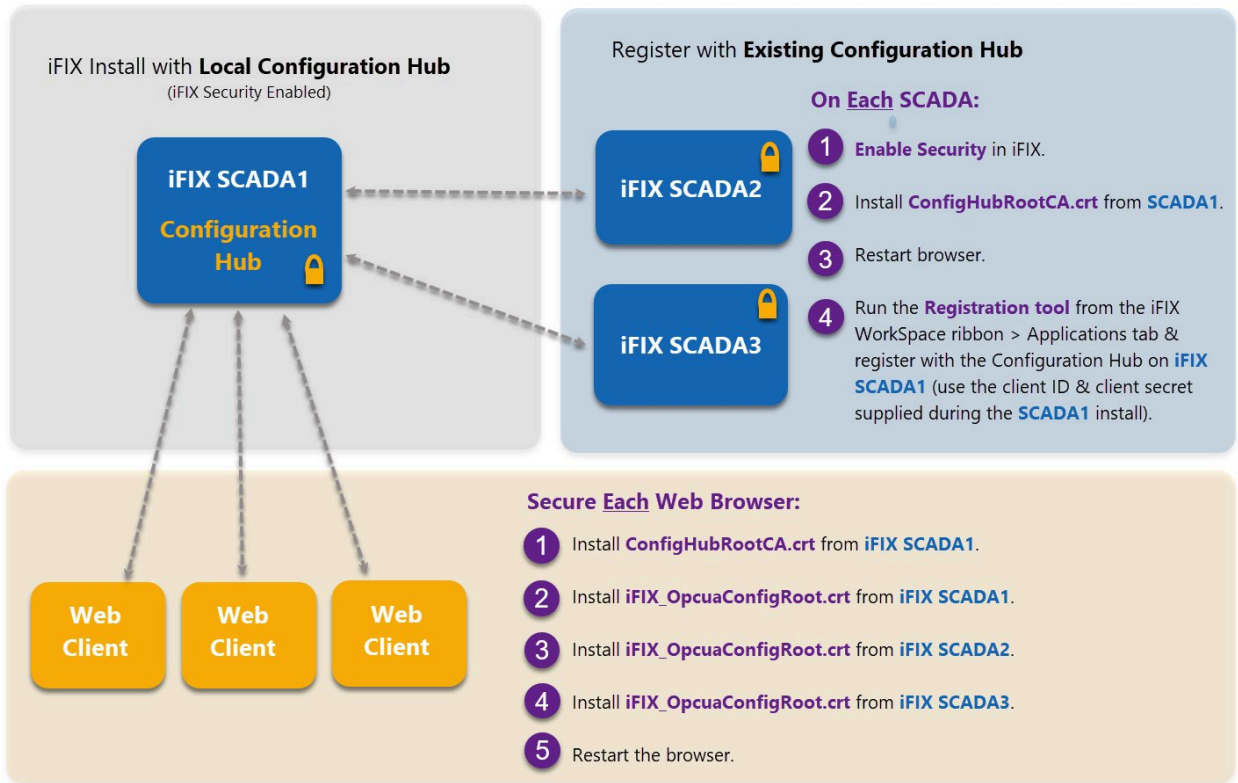 iFIX Install with Local Configuration Hub
(iFIX Security Enabled)
iFIX SCADA1
Configuration
Hub
Register with Existing Configuration Hub
iFIX SCADA2
iFIX SCADA3
On Each SCADA:
1 Enable Security in iFIX.
2 Install ConfigHubRootCA.crt from SCADA1.
3 Restart browser.
4 Run the Registration tool from the iFIX
WorkSpace ribbon > Applications tab &
register with the Configuration Hub on iFIX
SCADA1 (use the client ID & client secret
supplied during the SCADA1 install).
Web
Client
Web
Client
Web
Client
Secure Each Web Browser:
1 Install ConfigHubRootCA.crt from iFIX SCADA1.
2 Install iFIX_OpcuaConfigRoot.crt from iFIX SCADA1.
3 Install iFIX_OpcuaConfigRoot.crt from iFIX SCADA2.
4 Install iFIX_OpcuaConfigRoot.crt from iFIX SCADA3.
5 Restart the browser.